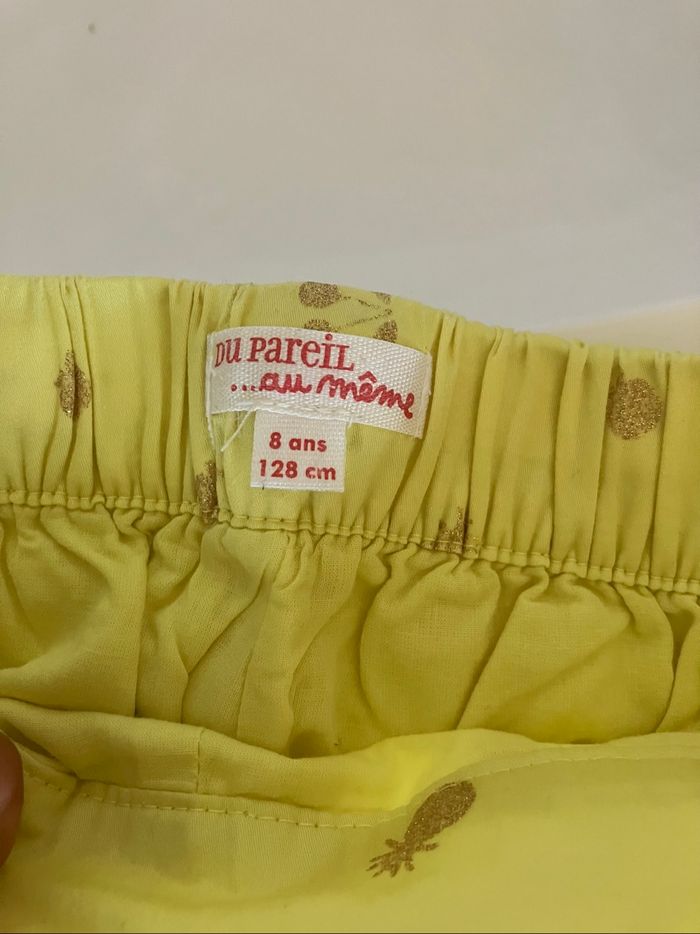 DU PAREIL
...au même
8 ans
128 cm